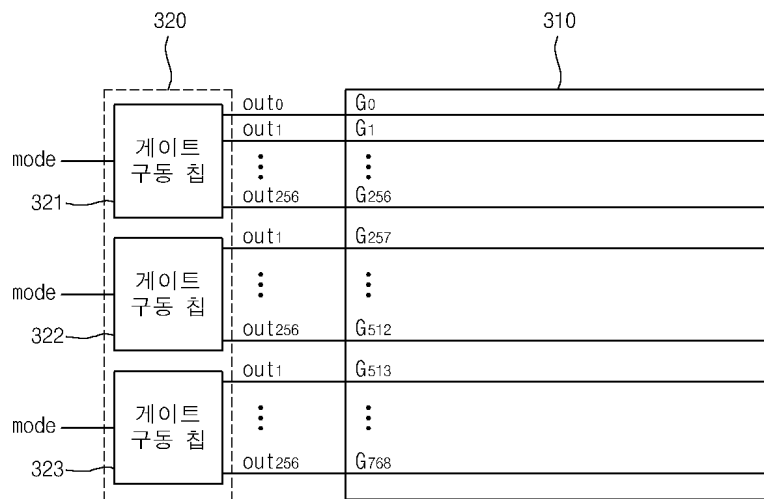 320
310
out0
G0
out1
G1
mode
게이트
구동 칩
321
out256
G256
out1
G257
mode
게이트
구동 칩
322
out256
G512
out1
G513
mode
게이트
구동 칩
323
out256
G768